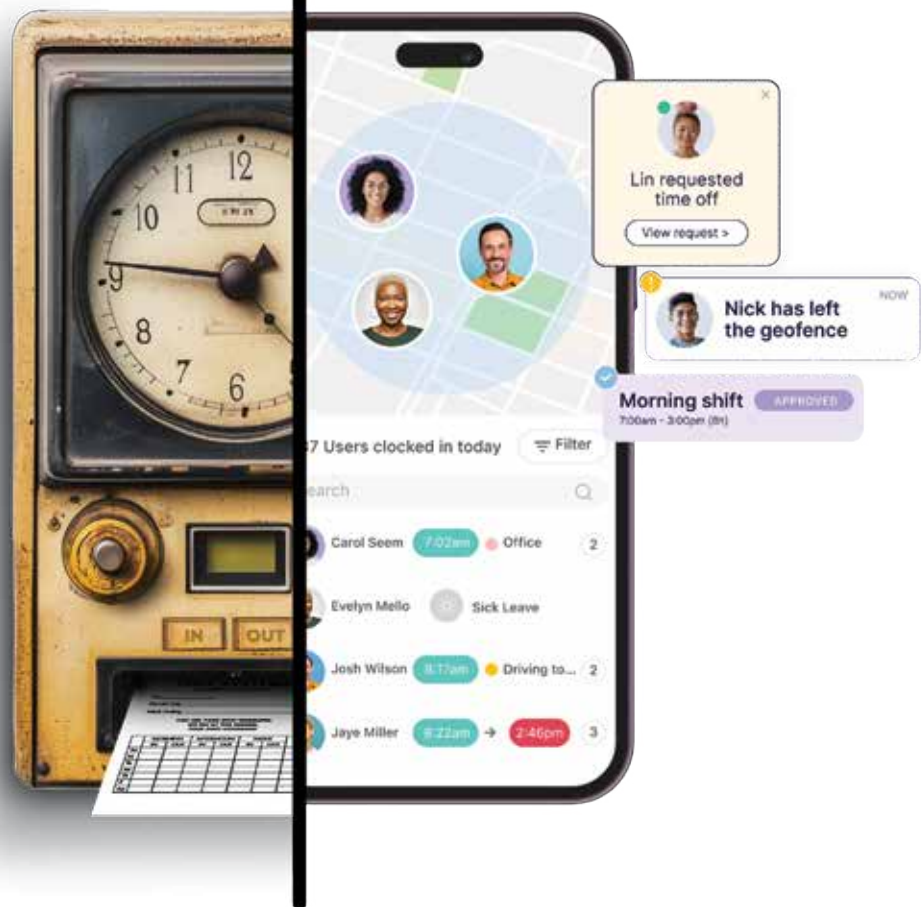 12
11
10
9
8
7
6
IN OUT
Lin requested
time off
View request >
Nick has left
the geofence
NOW
Morning shift APPROVED
7:00am - 3:00pm (8h)
37 Users clocked in today
Filter
earch
Carol Seem 7:02am Office 2
Evelyn Mello Sick Leave
Josh Wilson 8:17am Driving to... 2
Jaye Miller 8:22am → 2:46pm 3